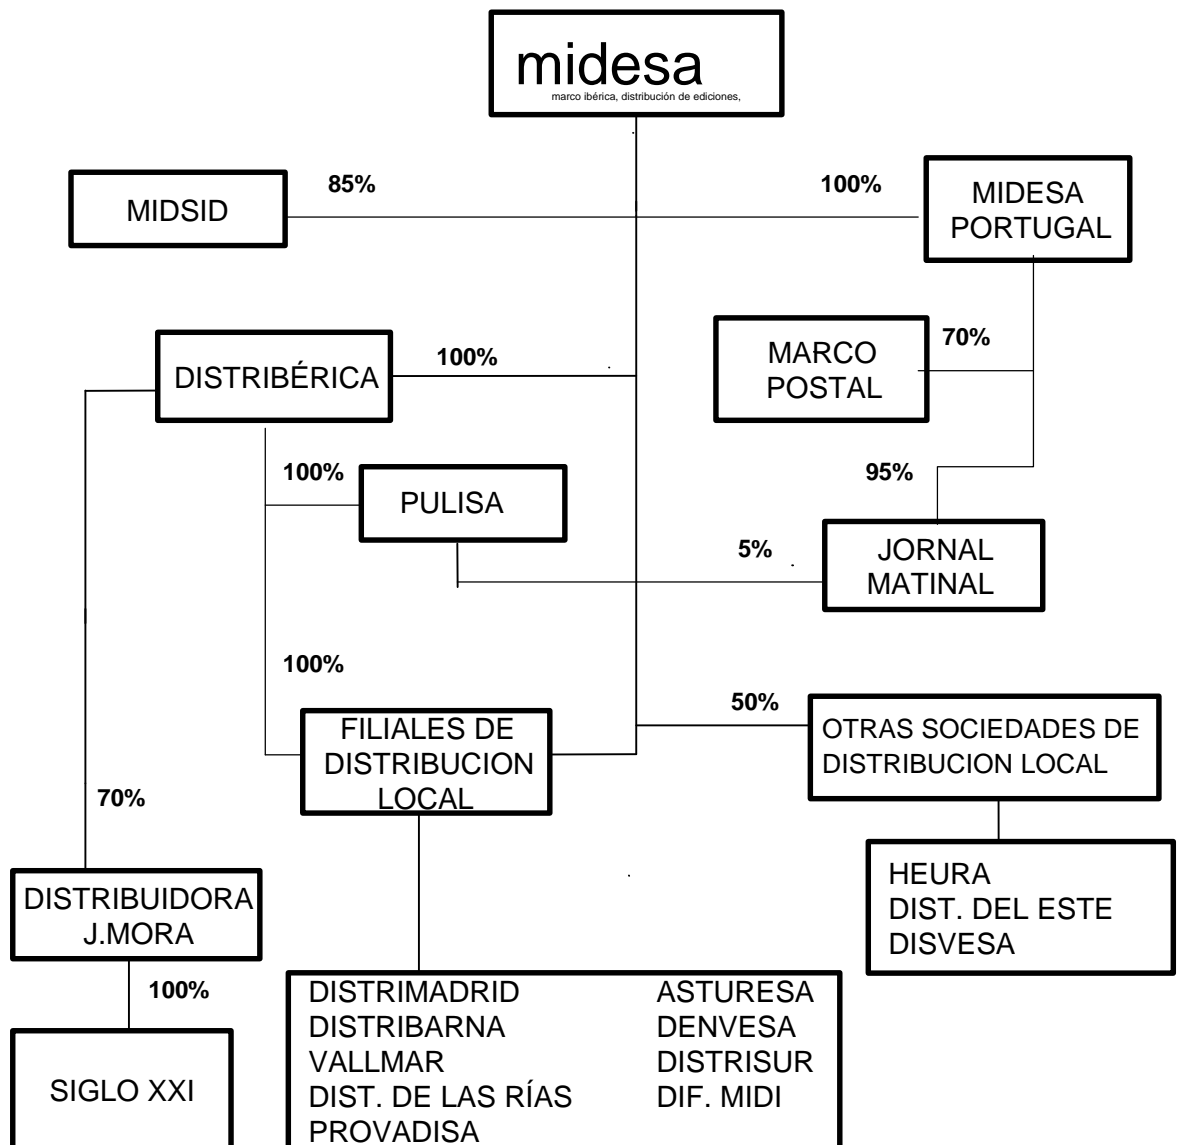 midesa
marco ibérica, distribución de ediciones,
85%
100%
MIDSID
MIDESA
PORTUGAL
DISTRIBÉRICA
100%
MARCO
POSTAL
70%
100%
PULISA
95%
5%
JORNAL
MATINAL
100%
FILIALES DE
DISTRIBUCION
LOCAL
50%
OTRAS SOCIEDADES DE
DISTRIBUCION LOCAL
70%
DISTRIBUIDORA
J.MORA
HEURA
DIST. DEL ESTE
DISVESA
100%
SIGLO XXI
DISTRIMADRID
DISTRIBARNA
VALLMAR
DIST. DE LAS RÍAS
PROVADISA
ASTURESA
DENVESA
DISTRISUR
DIF. MIDI